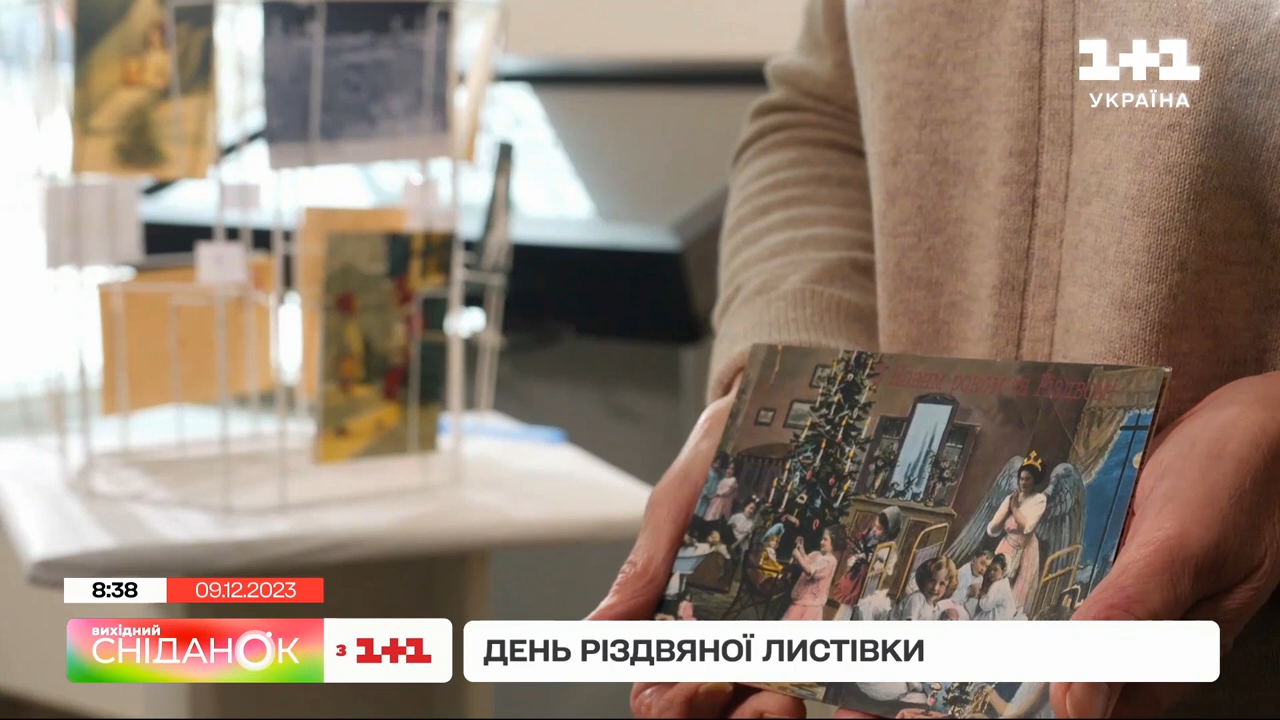 1+1
УКРАЇНА
8:38
09.12.2023
вихідний
СНІДАНОК
з 1+1
ДЕНЬ РІЗДВЯНОЇ ЛИСТІВКИ